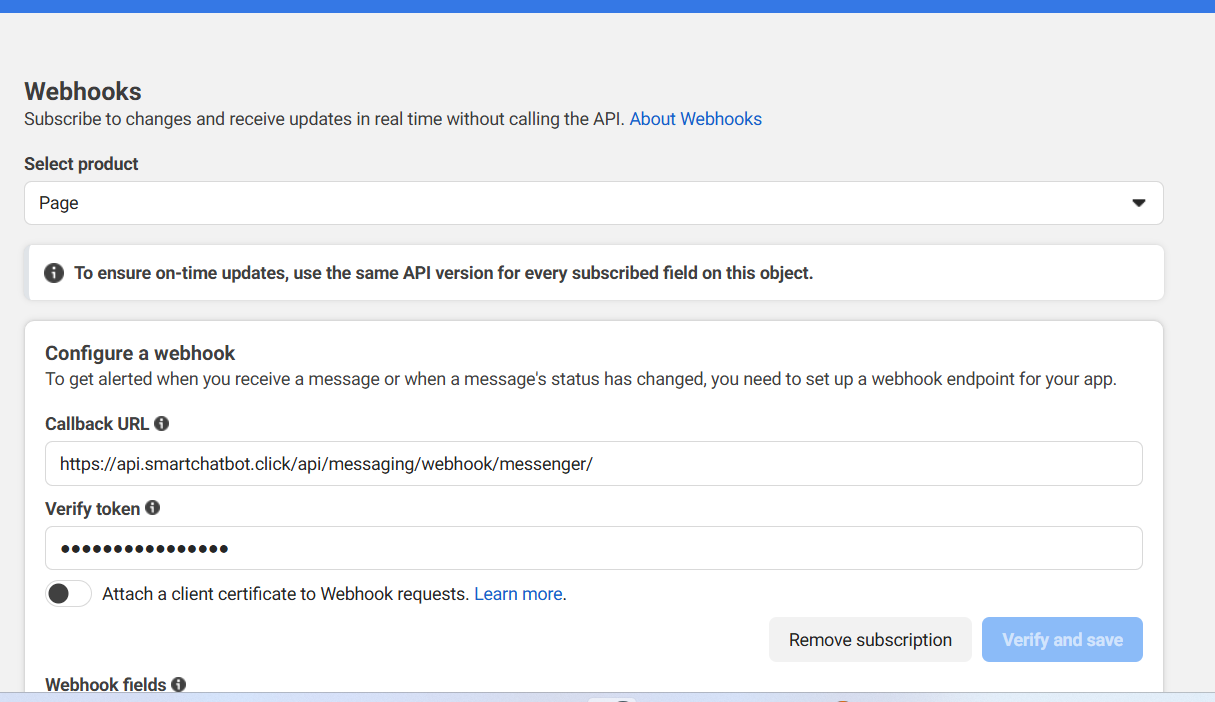 Webhooks
Subscribe to changes and receive updates in real time without calling the API. About Webhooks
Select product
Page
To ensure on-time updates, use the same API version for every subscribed field on this object.
Configure a webhook
To get alerted when you receive a message or when a message's status has changed, you need to set up a webhook endpoint for your app.
Callback URL
https://api.smartchatbot.click/api/messaging/webhook/messenger/
Verify token
••••••••••••••••
Attach a client certificate to Webhook requests. Learn more.
Remove subscription
Verify and save
Webhook fields